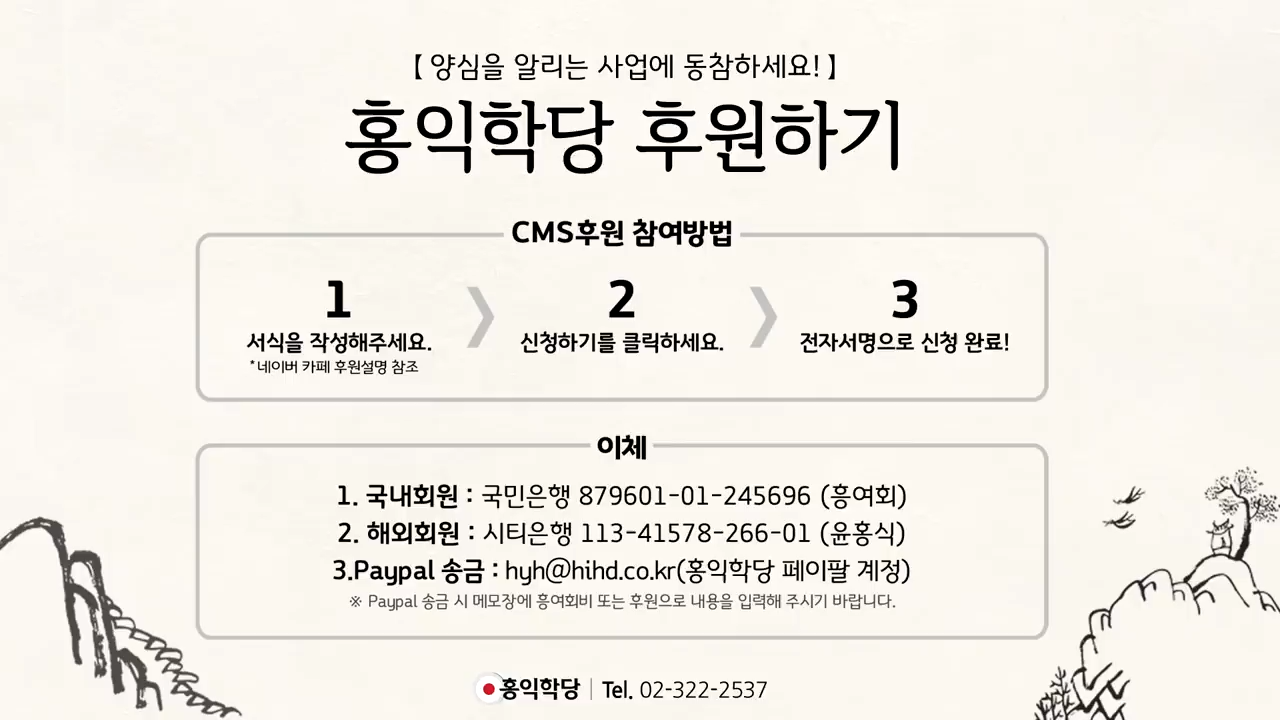 【 양심을 알리는 사업에 동참하세요! 】
홍익학당 후원하기
CMS후원 참여방법
1
서식을 작성해주세요.
*네이버 카페 후원설명 참조
2
신청하기를 클릭하세요.
3
전자서명으로 신청 완료!
이체
1. 국내회원 : 국민은행 879601-01-245696 (흥여회)
2. 해외회원 : 시티은행 113-41578-266-01 (윤홍식)
3.Paypal 송금 : hyh@hihd.co.kr(홍익학당 페이팔 계정)
※ Paypal 송금 시 메모장에 흥여회비 또는 후원으로 내용을 입력해 주시기 바랍니다.
홍익학당 | Tel. 02-322-2537